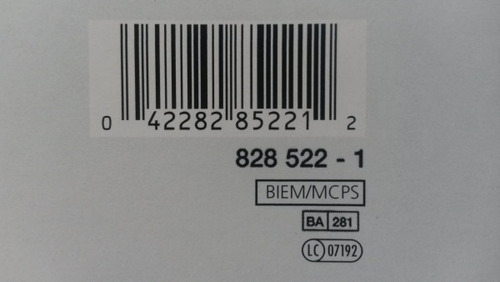 0 42282 85221 2
828 522 - 1
BIEM/MCPS
BA 281
LC 07192